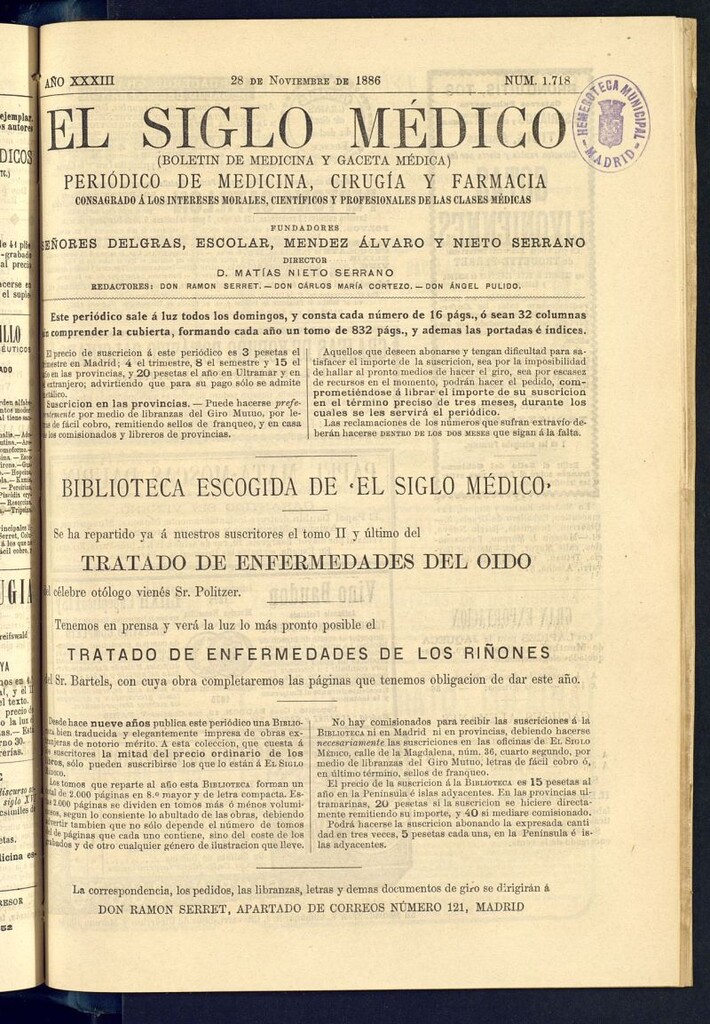 AÑO XXXIII 28 DE NOVIEMBRE DE 1886 NUM. 1.718
EL SIGLO MÉDICO
HEMEROTECA MUNICIPAL
MADRID
(BOLETIN DE MEDICINA Y GACETA MÉDICA)
PERIÓDICO DE MEDICINA, CIRUGÍA Y FARMACIA
CONSAGRADO Á LOS INTERESES MORALES, CIENTÍFICOS Y PROFESIONALES DE LAS CLASES MÉDICAS
FUNDADORES
SEÑORES DELGRAS, ESCOLAR, MENDEZ ÁLVARO Y NIETO SERRANO
DIRECTOR
D. MATÍAS NIETO SERRANO
REDACTORES: DON RAMON SERRET.—DON CÁRLOS MARÍA CORTEZO.—DON ÁNGEL PULIDO.
Este periódico sale á luz todos los domingos, y consta cada número de 16 págs., ó sean 32 columnas
sin comprender la cubierta, formando cada año un tomo de 832 págs., y ademas las portadas é índices.
El precio de suscricion á este periódico es 3 pesetas el
trimestre en Madrid; 4 el trimestre, 8 el semestre y 15 el
año en las provincias, y 20 pesetas el año en Ultramar y en
el extranjero; advirtiendo que para su pago sólo se admite
metálico.
Suscricion en las provincias.—Puede hacerse prefe-
rentemente por medio de libranzas del Giro Mutuo, por le-
tras de fácil cobro, remitiendo sellos de franqueo, y en casa
de los comisionados y libreros de provincias.
Aquellos que deseen abonarse y tengan dificultad para sa-
tisfacer el importe de la suscricion, sea por la imposibilidad
de hallar al pronto medios de hacer el giro, sea por escasez
de recursos en el momento, podrán hacer el pedido, com-
prometiéndose á librar el importe de su suscricion
en el término preciso de tres meses, durante los
cuales se les servirá el periódico.
Las reclamaciones de los números que sufran extravío de-
berán hacerse DENTRO DE LOS DOS MESES que sigan á la falta.
BIBLIOTECA ESCOGIDA DE «EL SIGLO MÉDICO»
Se ha repartido ya á nuestros suscritores el tomo II y último del
TRATADO DE ENFERMEDADES DEL OIDO
del célebre otólogo vienés Sr. Politzer.
Tenemos en prensa y verá la luz lo más pronto posible el
TRATADO DE ENFERMEDADES DE LOS RIÑONES
del Sr. Bartels, con cuya obra completaremos las páginas que tenemos obligacion de dar este año.
Desde hace nueve años publica este periódico una BIBLIO-
TECA bien traducida y elegantemente impresa de obras ex-
tranjeras de notorio mérito. A esta coleccion, que cuesta á
los suscritores la mitad del precio ordinario de los
libros, sólo pueden suscribirse los que lo están á EL SIGLO
MÉDICO.
Los tomos que reparte al año esta BIBLIOTECA forman un
total de 2.000 páginas en 8.º mayor y de letra compacta. Es-
tas 2.000 páginas se dividen en tomos más ó ménos volumi-
nosos, segun lo consiente lo abultado de las obras, debiendo
advertir tambien que no sólo depende el número de tomos
del de páginas que cada uno contiene, sino del coste de los
grabados y de otro cualquier género de ilustracion que lleve.
No hay comisionados para recibir las suscriciones á la
BIBLIOTECA ni en Madrid ni en provincias, debiendo hacerse
necesariamente las suscriciones en las oficinas de EL SIGLO
MÉDICO, calle de la Magdalena, núm. 36, cuarto segundo, por
medio de libranzas del Giro Mutuo, letras de fácil cobro ó,
en último término, sellos de franqueo.
El precio de la suscricion á la BIBLIOTECA es 15 pesetas al
año en la Península é islas adyacentes. En las provincias ul-
tramarinas, 20 pesetas si la suscricion se hiciere directa-
mente remitiendo su importe, y 40 si mediare comisionado.
Podrá hacerse la suscricion abonando la expresada canti
dad en tres veces, 5 pesetas cada una, en la Península é is-
las adyacentes.
La correspondencia, los pedidos, las libranzas, letras y demas documentos de giro se dirigirán á
DON RAMON SERRET, APARTADO DE CORREOS NÚMERO 121, MADRID